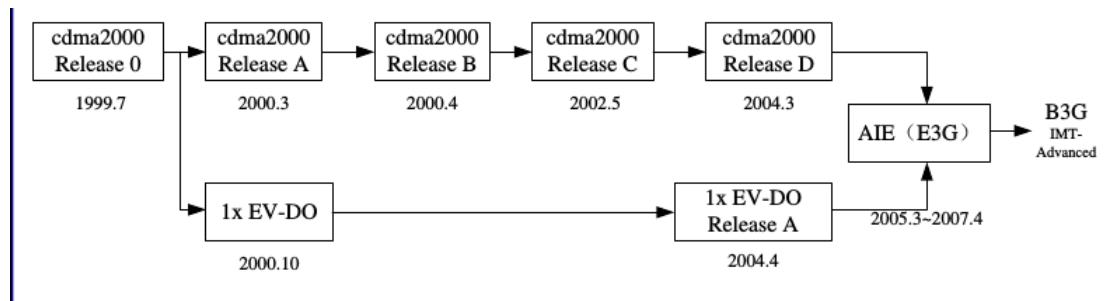 cdma2000
Release 0
1999.7
cdma2000
Release A
2000.3
cdma2000
Release B
2000.4
cdma2000
Release C
2002.5
cdma2000
Release D
2004.3
AIE（E3G）
B3G
IMT-
Advanced
1x EV-DO
2000.10
1x EV-DO
Release A
2004.4
2005.3~2007.4